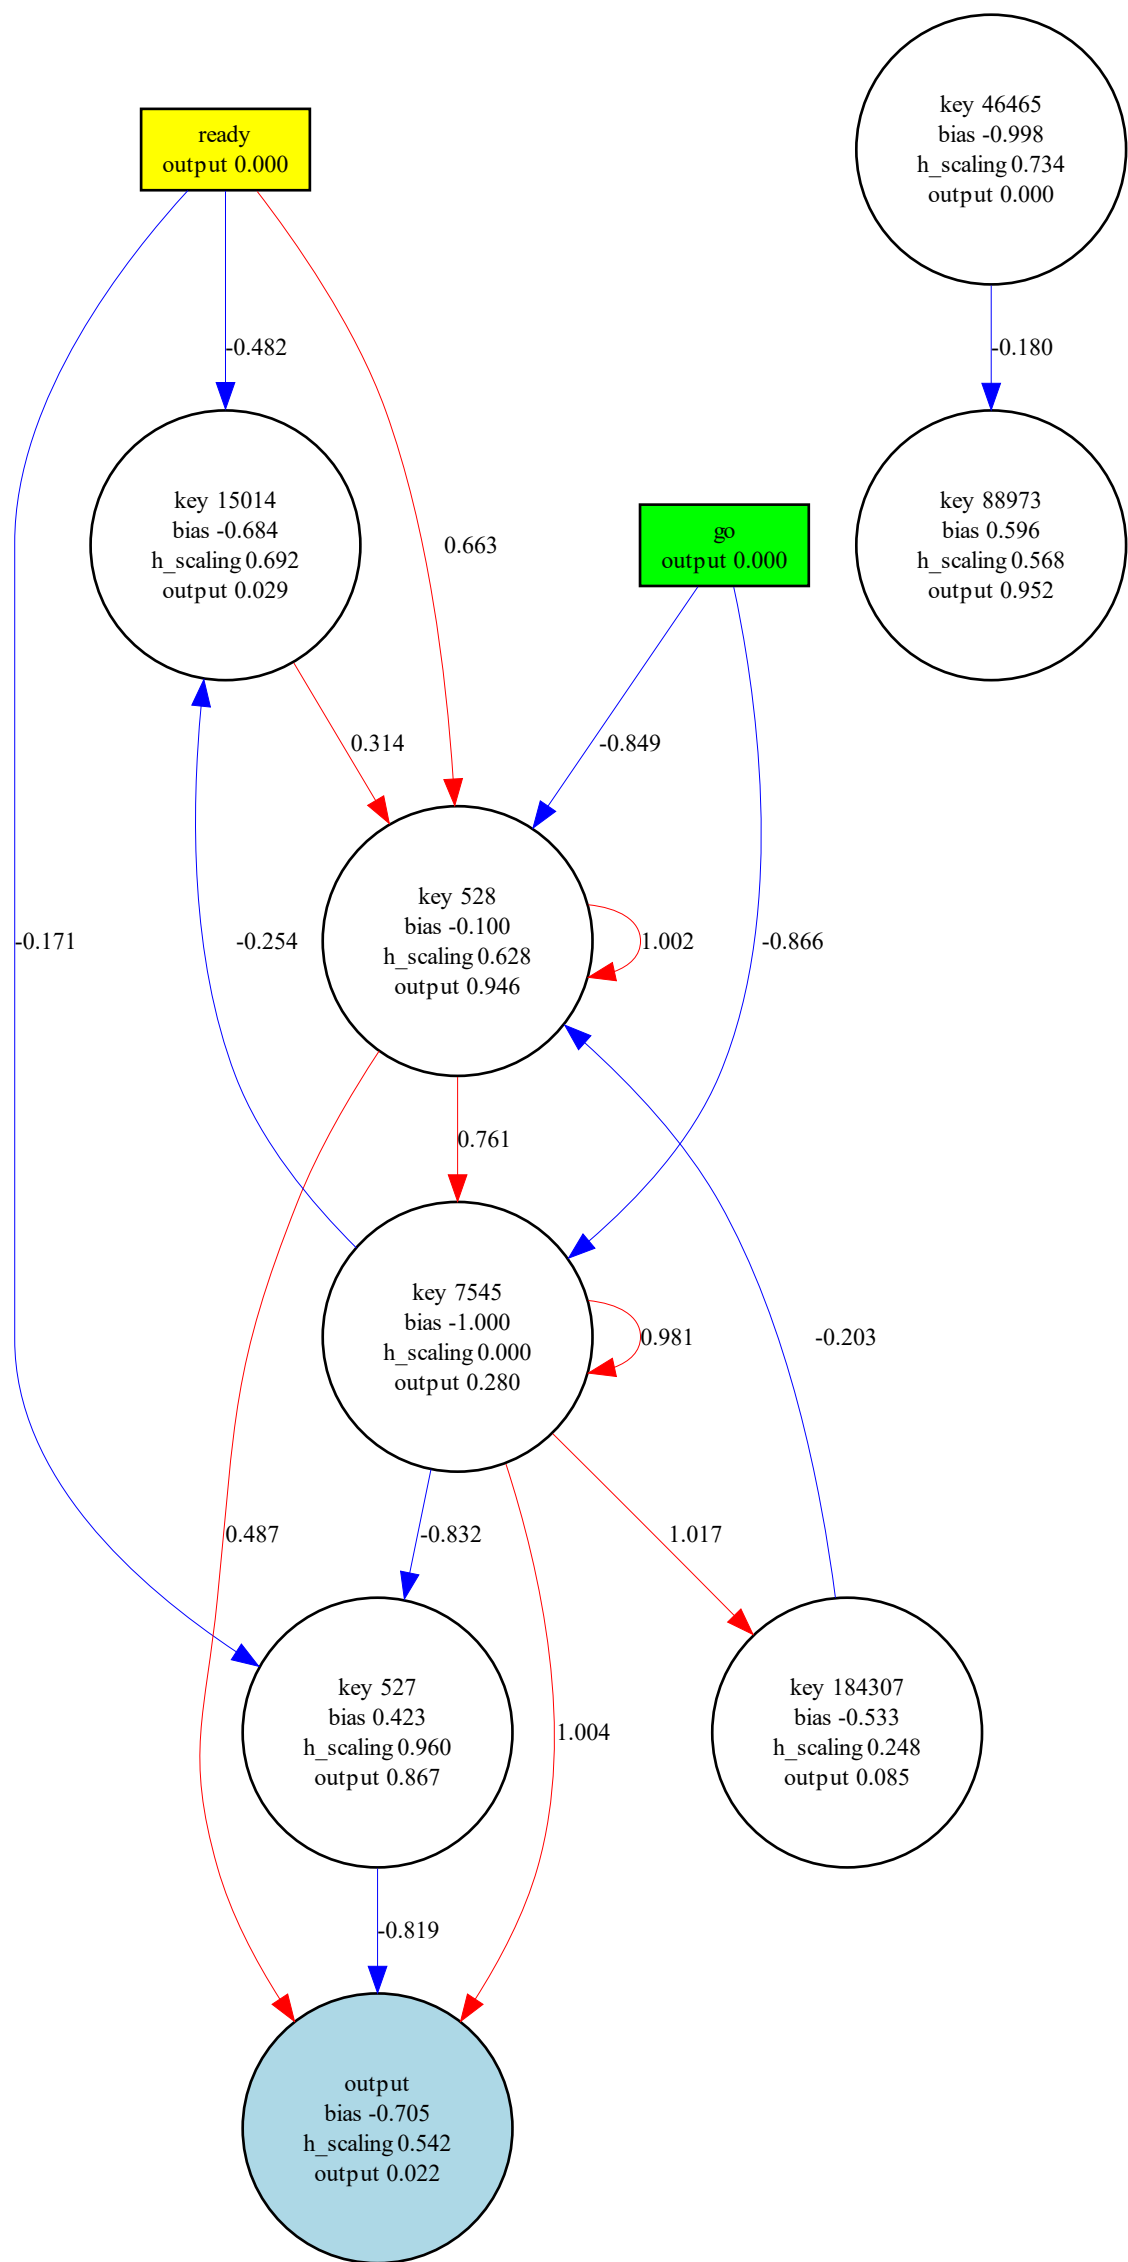 key 46465
bias -0.998
h_scaling 0.734
output 0.000
ready
output 0.000
-0.482
-0.180
key 15014
bias -0.684
h_scaling 0.692
output 0.029
0.663
go
output 0.000
key 88973
bias 0.596
h_scaling 0.568
output 0.952
0.314
-0.849
key 528
bias -0.100
h_scaling 0.628
output 0.946
-0.171
-0.254
1.002
-0.866
0.761
key 7545
bias -1.000
h_scaling 0.000
output 0.280
0.981
-0.203
0.487
-0.832
1.017
key 527
bias 0.423
h_scaling 0.960
output 0.867
1.004
key 184307
bias -0.533
h_scaling 0.248
output 0.085
-0.819
output
bias -0.705
h_scaling 0.542
output 0.022